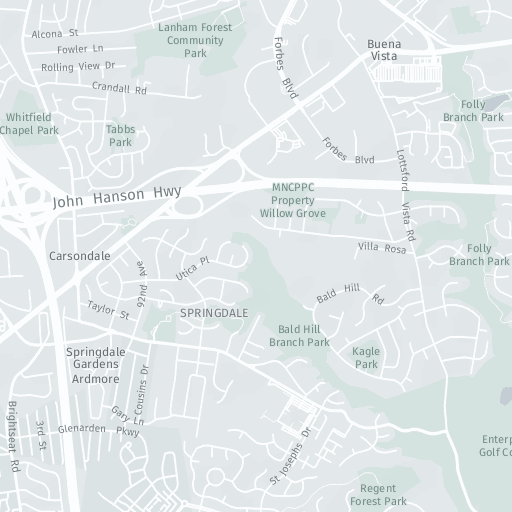 Lanham Forest
Community
Park
Alcona St
Fowler Ln
Rolling View Dr
Crandall Rd
Forbes Blvd
Buena
Vista
Whitfield
Chapel Park
Tabbs
Park
Folly
Branch Park
Forbes Blvd
Lottsford Vista Rd
John Hanson Hwy
MNCPPC
Property
Willow Grove
Villa Rosa
Carsondale
Utica Pl
92nd Ave
Folly
Branch Park
Bald Hill Rd
Taylor St
SPRINGDALE
Bald Hill
Branch Park
Kagle
Park
Springdale
Gardens
Ardmore
Cousins Dr
Gary Ln
Glenarden Pkwy
Brightseat Rd
3rd St
St Josephs Dr
Enterp
Golf Co
Regent
Forest Park